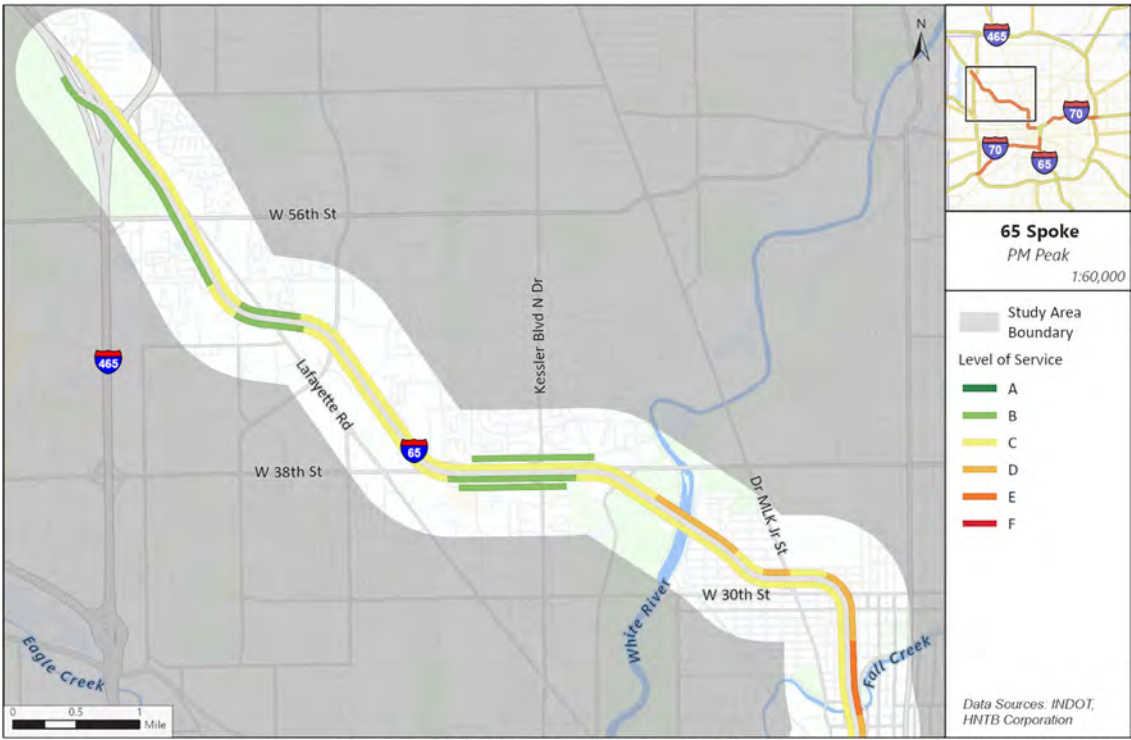 N
W 56th St
Kessler Blvd N Dr
465
Lafayette Rd
65
W 38th St
Dr MLK Jr St
W 30th St
White River
Fall Creek
Eagle Creek
0 0.5 1
Mile
465
70
70
65
65 Spoke
PM Peak
1:60,000
Study Area
Boundary
Level of Service
A
B
C
D
E
F
Data Sources: INDOT,
HNTB Corporation